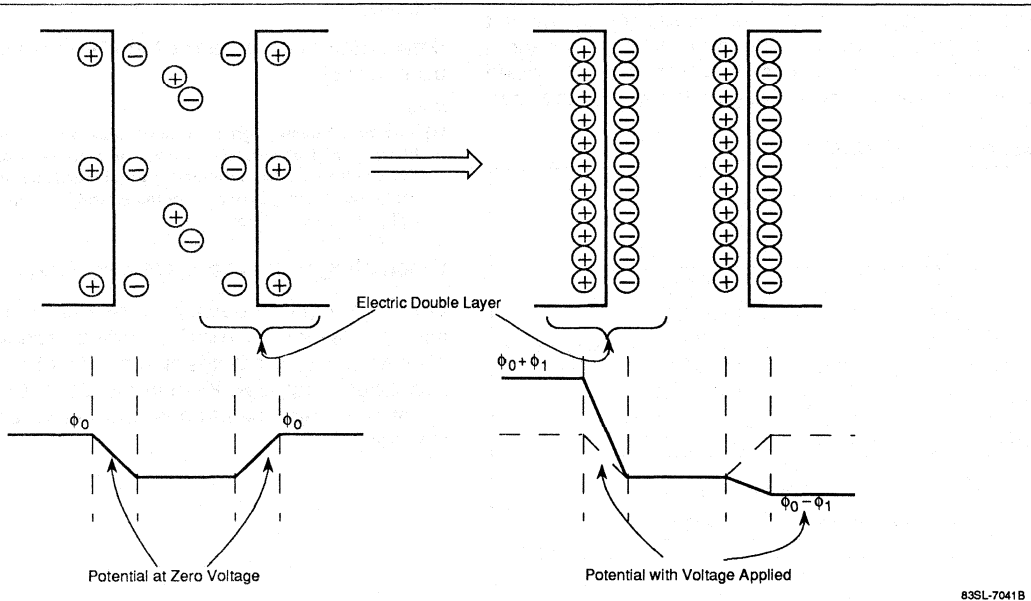 Electric Double Layer
ϕ0 + ϕ1
ϕ0
ϕ0
ϕ0 − ϕ1
Potential at Zero Voltage
Potential with Voltage Applied
83SL-7041B